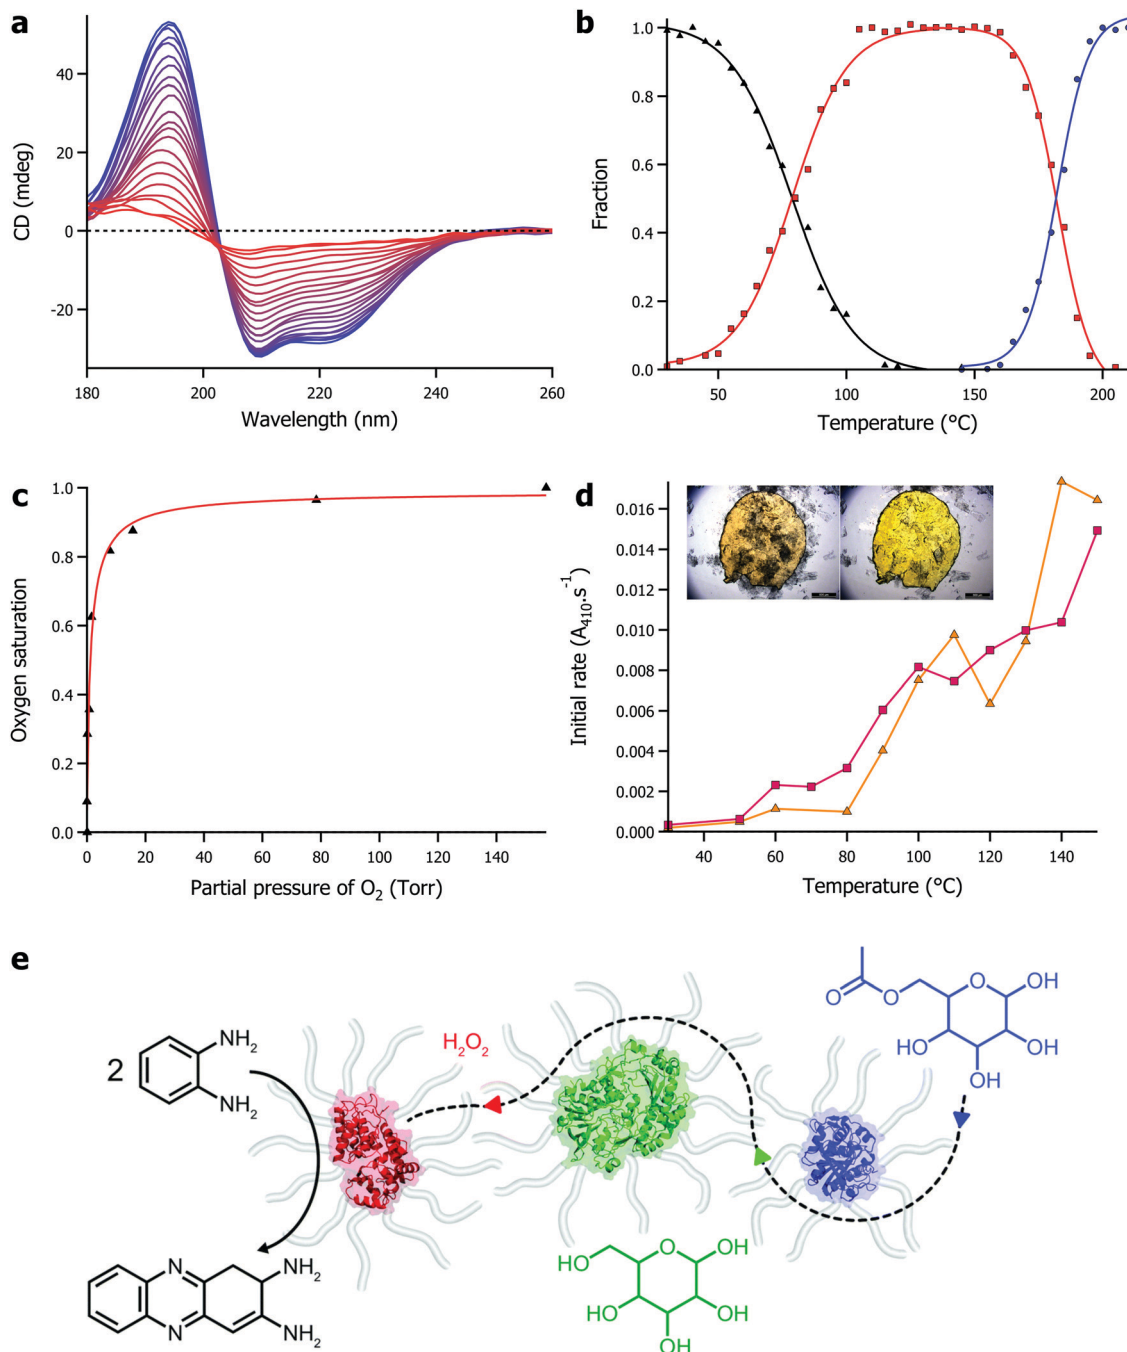 a
40
20
0
-20
CD (mdeg)
180
200
220
240
260
Wavelength (nm)
b
1.0
0.8
0.6
0.4
0.2
0.0
Fraction
50
100
150
200
Temperature (°C)
c
1.0
0.8
0.6
0.4
0.2
0.0
Oxygen saturation
0
20
40
60
80
100
120
140
Partial pressure of O₂ (Torr)
d
0.016
0.014
0.012
0.010
0.008
0.006
0.004
0.002
0.000
Initial rate (A₄₁₀.s⁻¹)
40
60
80
100
120
140
Temperature (°C)
e
2
NH₂
NH₂
H₂O₂
O
O
O
OH
HO
OH
OH
N
N
NH₂
NH₂
HO
O
OH
HO
OH
OH